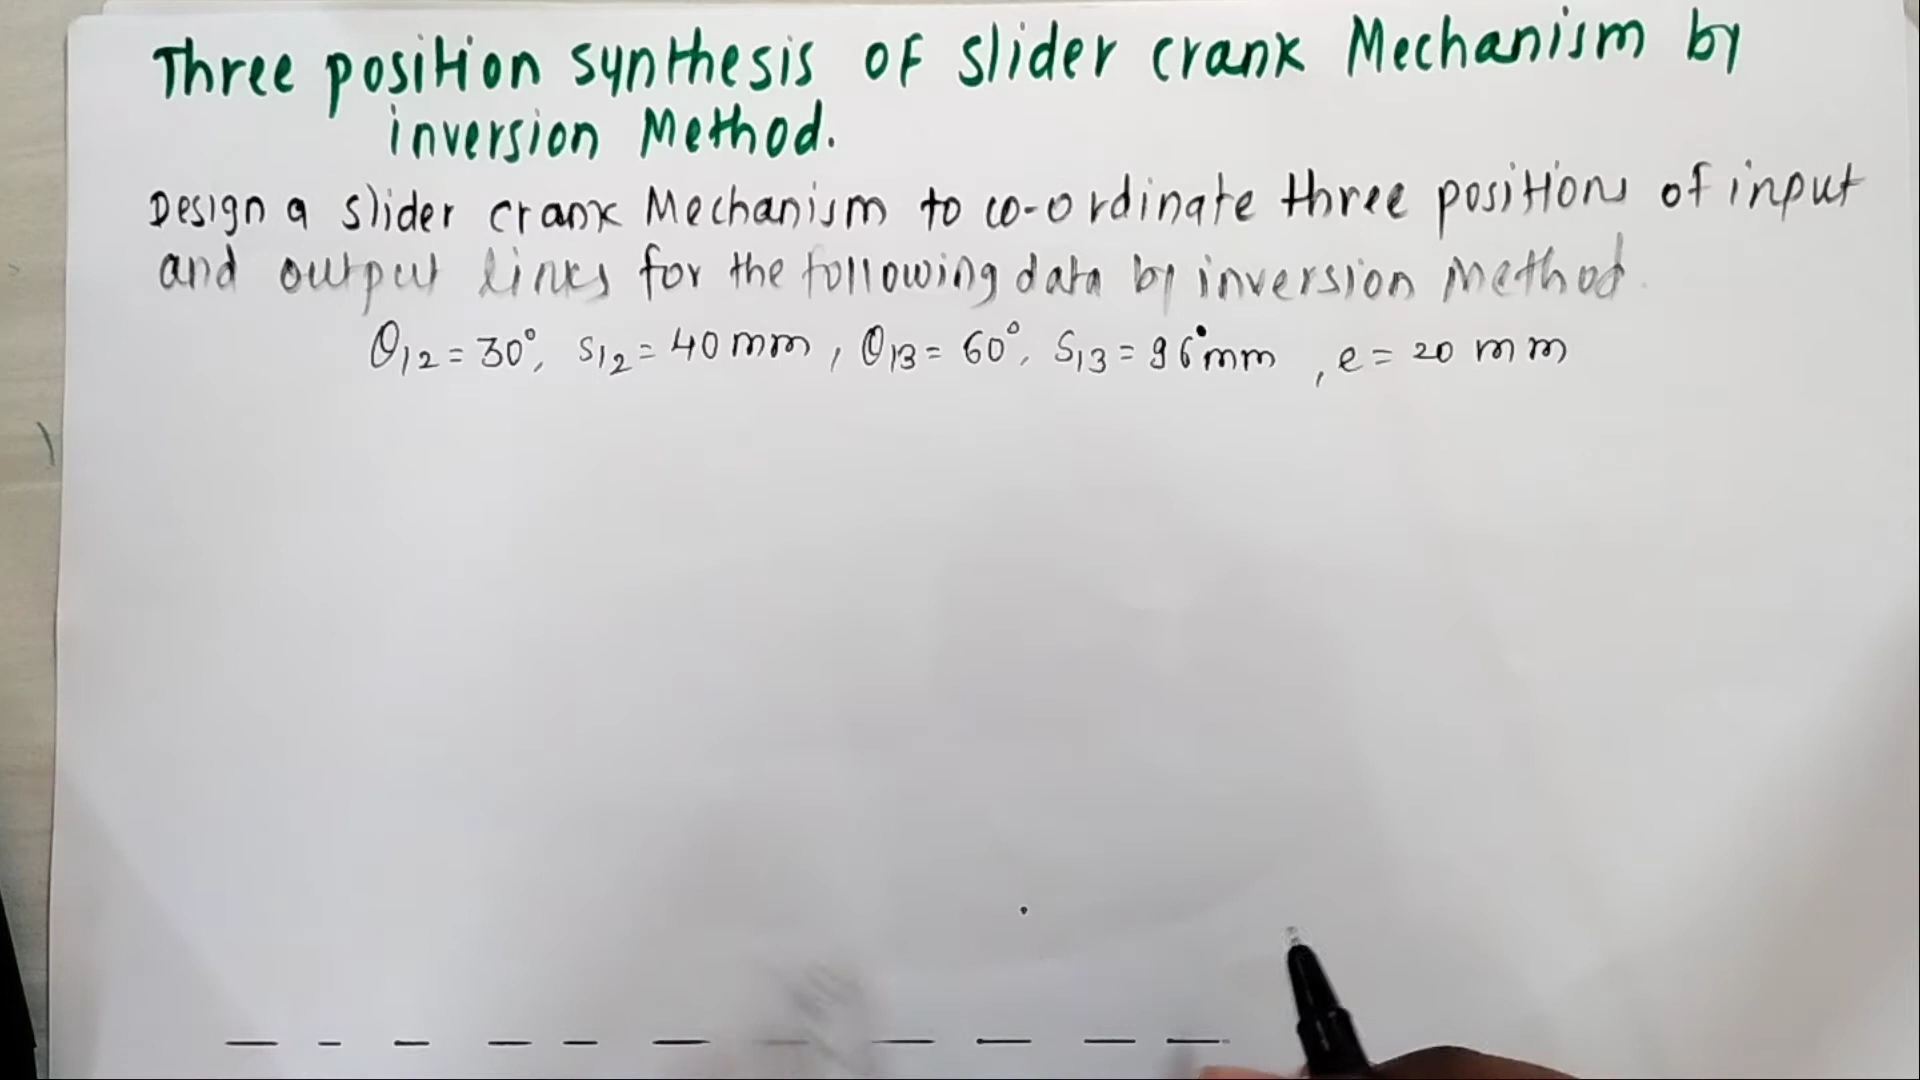 Three position synthesis of slider crank Mechanism by
inversion Method.
Design a slider crank Mechanism to co-ordinate three positions of input
and output links for the following data by inversion Method.
θ12 = 30°, S12 = 40 mm, θ13 = 60°, S13 = 96 mm, e = 20 mm